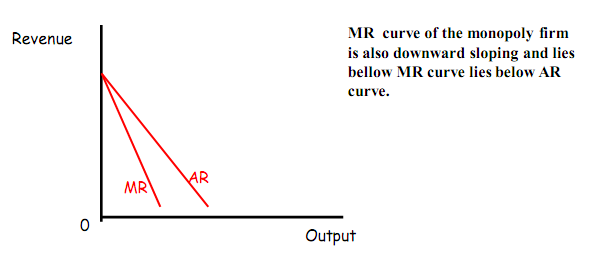 Revenue
MR curve of the monopoly firm
is also downward sloping and lies
bellow MR curve lies below AR
curve.
MR
AR
0
Output